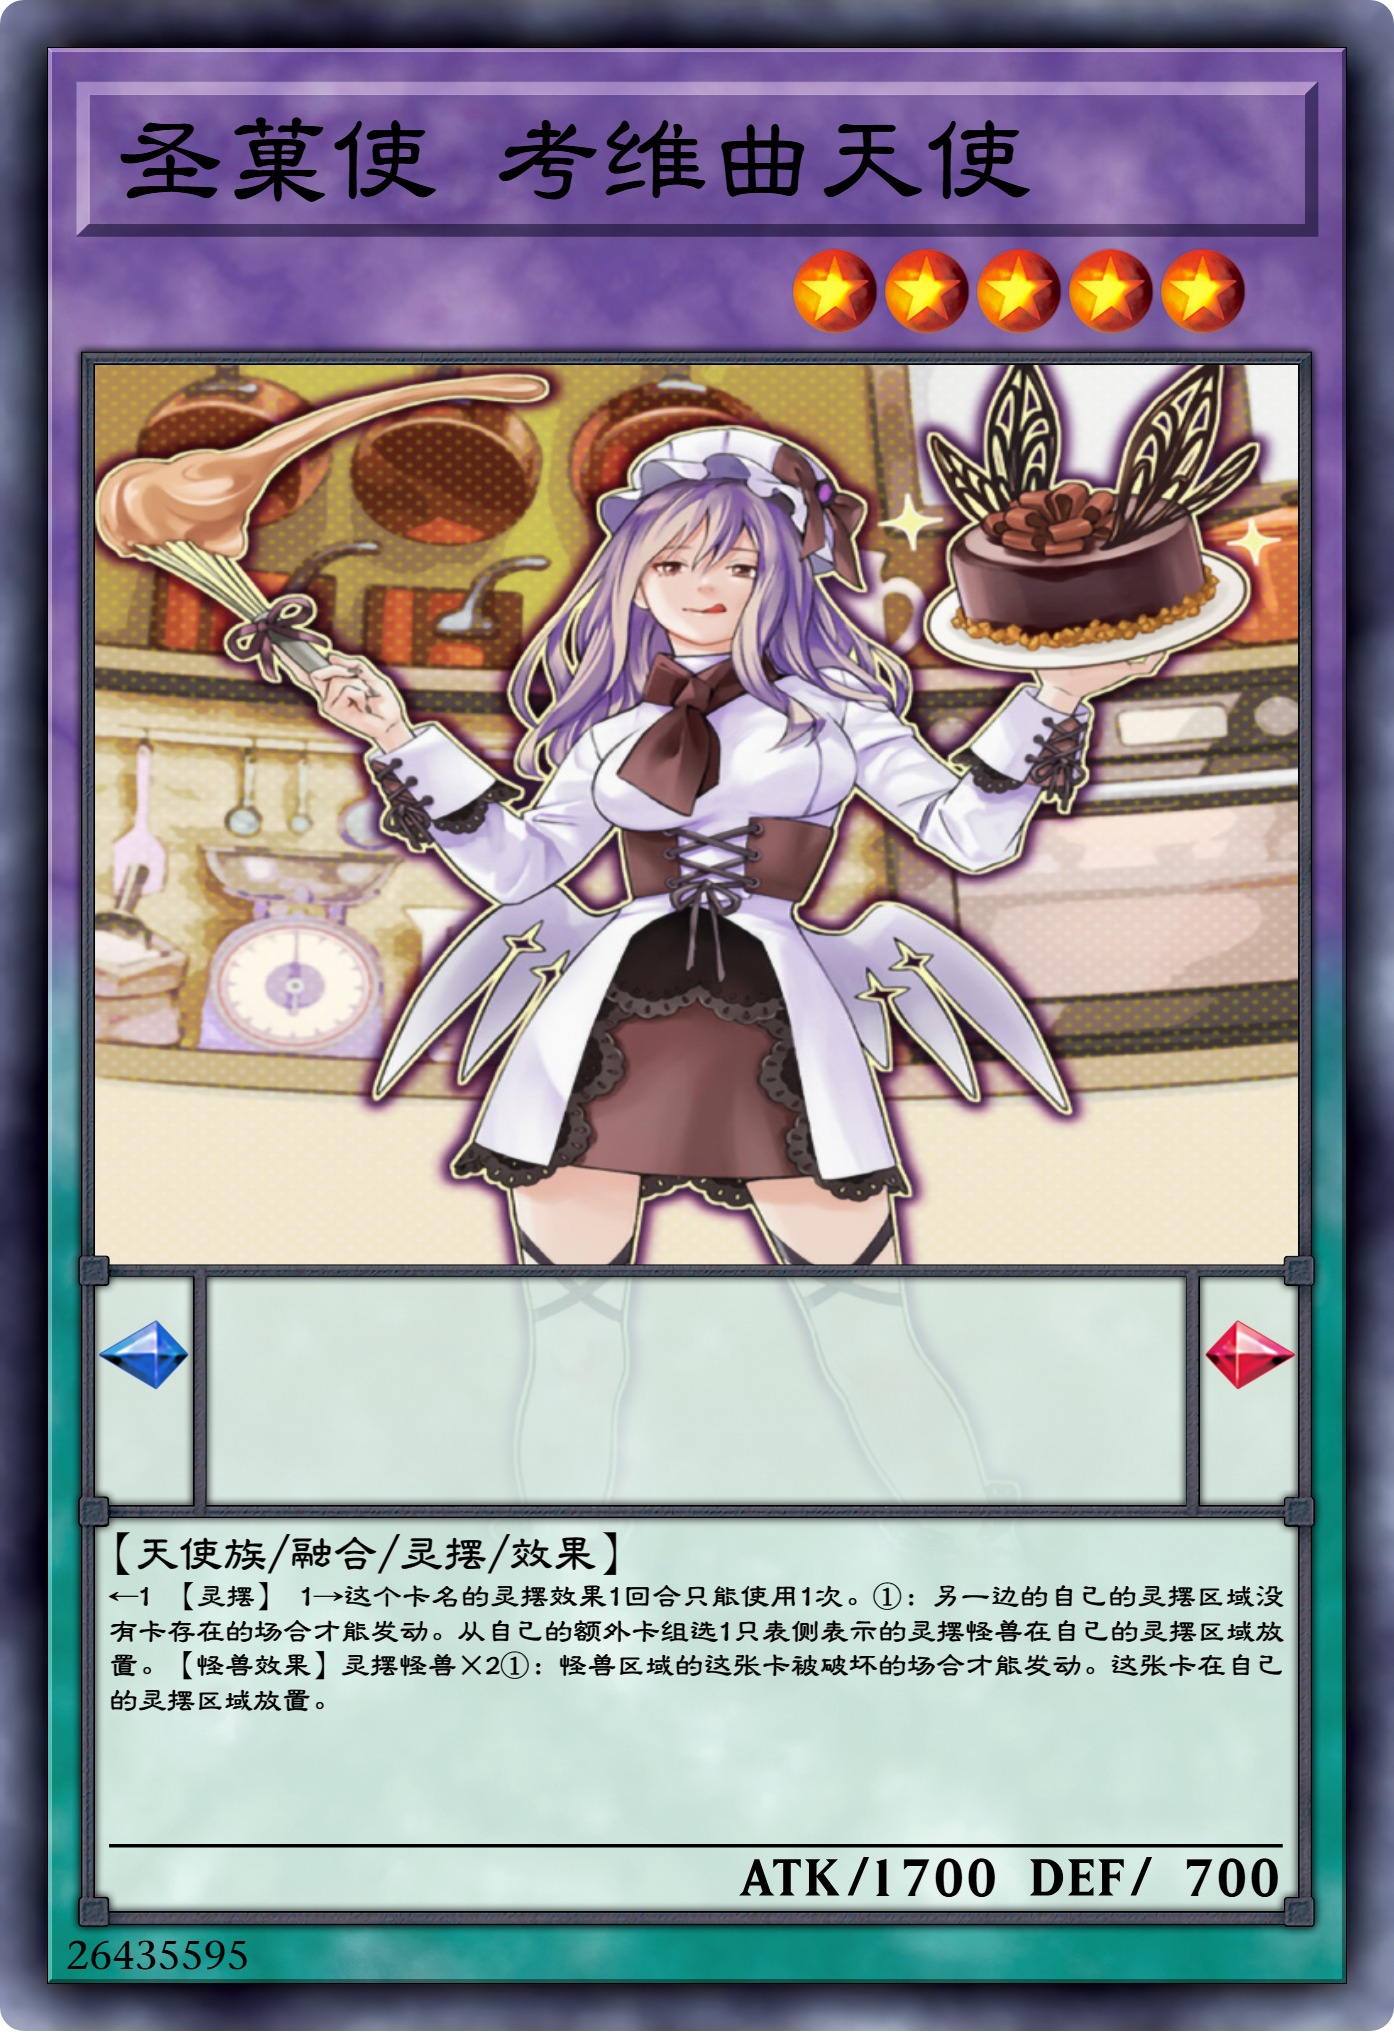 圣菓使 考维曲天使
【天使族/融合/灵摆/效果】
←1 【灵摆】 1→这个卡名的灵摆效果1回合只能使用1次。①：另一边的自己的灵摆区域没
有卡存在的场合才能发动。从自己的额外卡组选1只表侧表示的灵摆怪兽在自己的灵摆区域放
置。【怪兽效果】灵摆怪兽×2①：怪兽区域的这张卡被破坏的场合才能发动。这张卡在自己
的灵摆区域放置。
ATK/1700 DEF/ 700
26435595